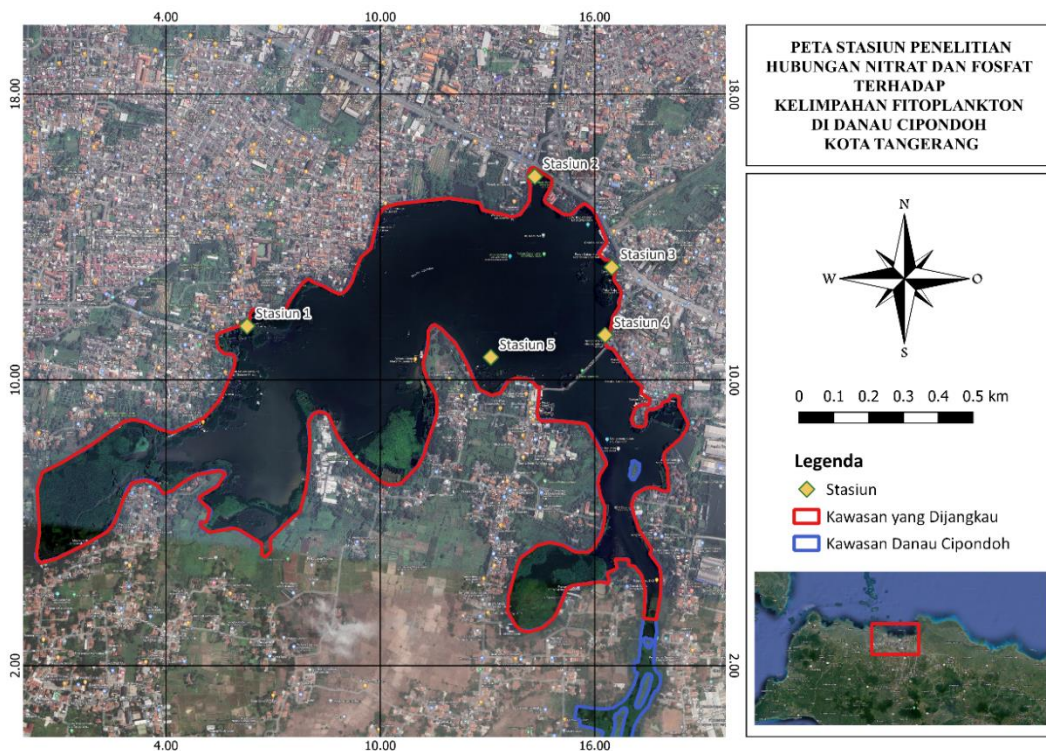 4.00
10.00
16.00
18.00
18.00
Stasiun 2
Stasiun 3
Stasiun 1
Stasiun 4
Stasiun 5
10.00
10.00
2.00
2.00
4.00
10.00
16.00
PETA STASIUN PENELITIAN
HUBUNGAN NITRAT DAN FOSFAT
TERHADAP
KELIMPAHAN FITOPLANKTON
DI DANAU CIPONDOH
KOTA TANGERANG
N
W
O
S
0 0.1 0.2 0.3 0.4 0.5 km
Legenda
Stasiun
Kawasan yang Dijangkau
Kawasan Danau Cipondoh